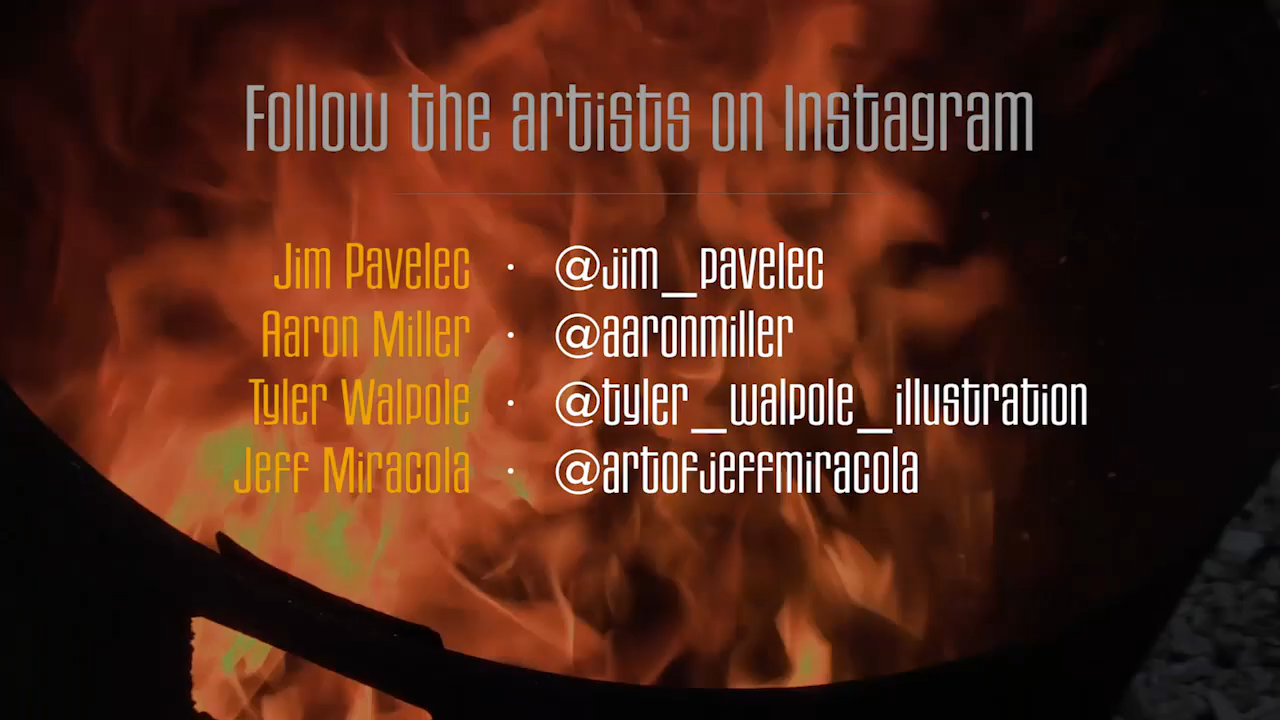 Follow the artists on Instagram
Jim Pavelec · @jim_pavelec
Aaron Miller · @aaronmiller
Tyler Walpole · @tyler_walpole_illustration
Jeff Miracola · @artofjeffmiracola